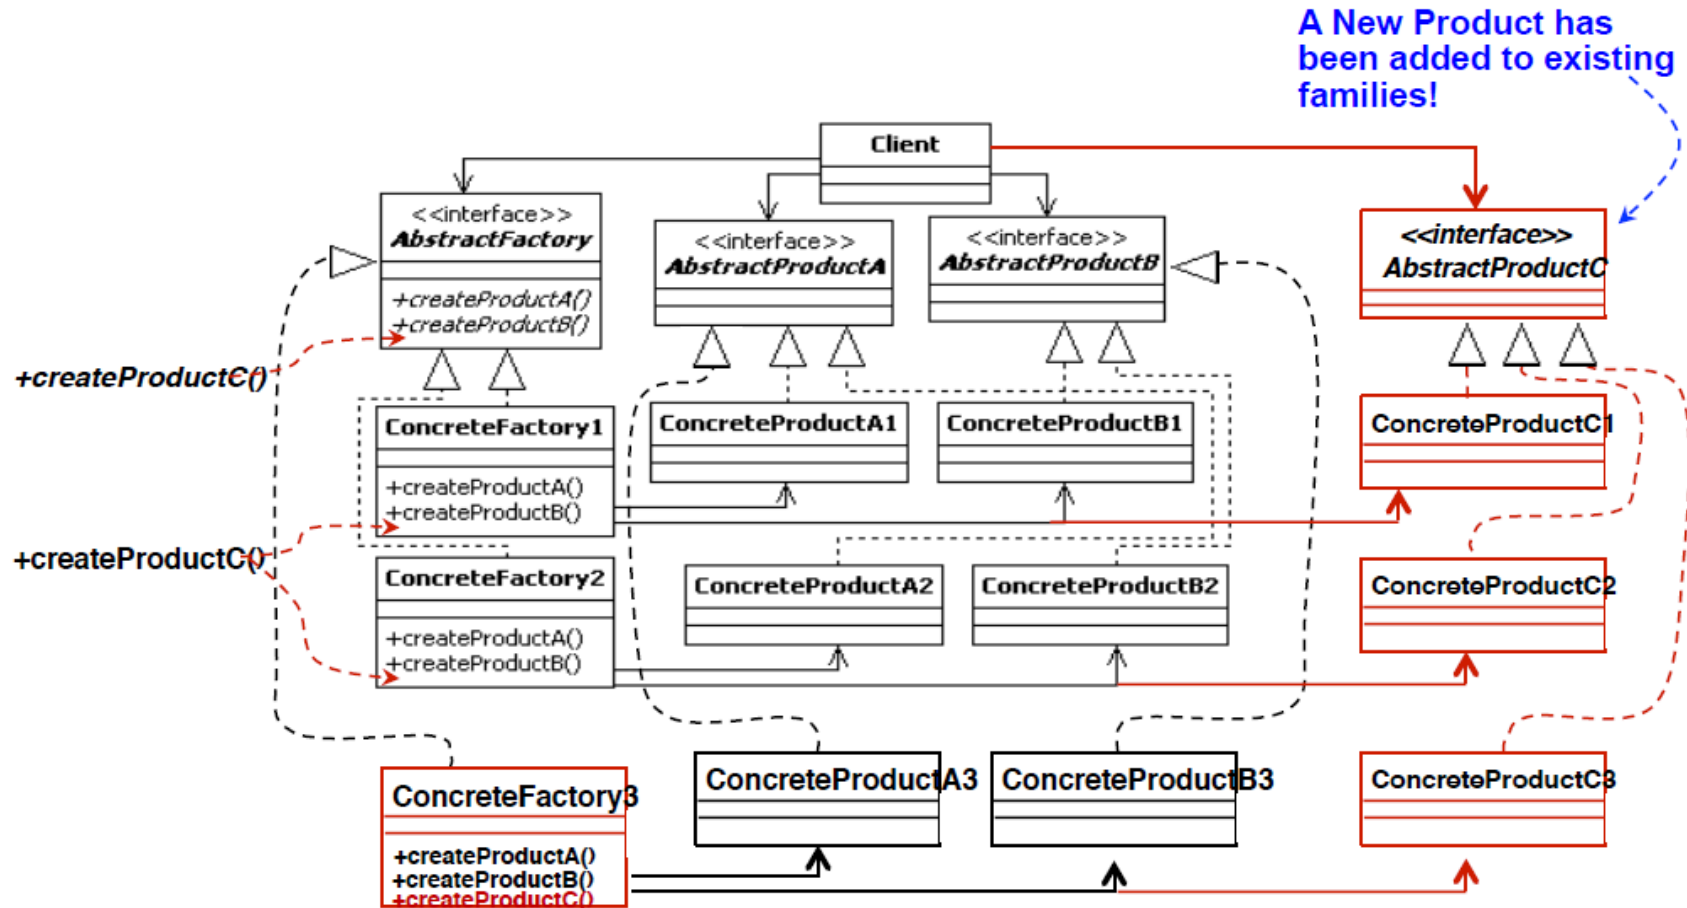 A New Product has
been added to existing
families!
Client
<<interface>>
AbstractFactory
+createProductA()
+createProductB()
<<interface>>
AbstractProductA
<<interface>>
AbstractProductB
<<interface>>
AbstractProductC
+createProductC()
ConcreteFactory1
+createProductA()
+createProductB()
ConcreteProductA1
ConcreteProductB1
ConcreteProductC1
+createProductC()
ConcreteFactory2
+createProductA()
+createProductB()
ConcreteProductA2
ConcreteProductB2
ConcreteProductC2
ConcreteFactory3
+createProductA()
+createProductB()
+createProductC()
ConcreteProductA3
ConcreteProductB3
ConcreteProductC3